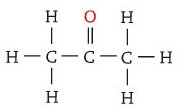 H O H
H — C — C — C — H
H H